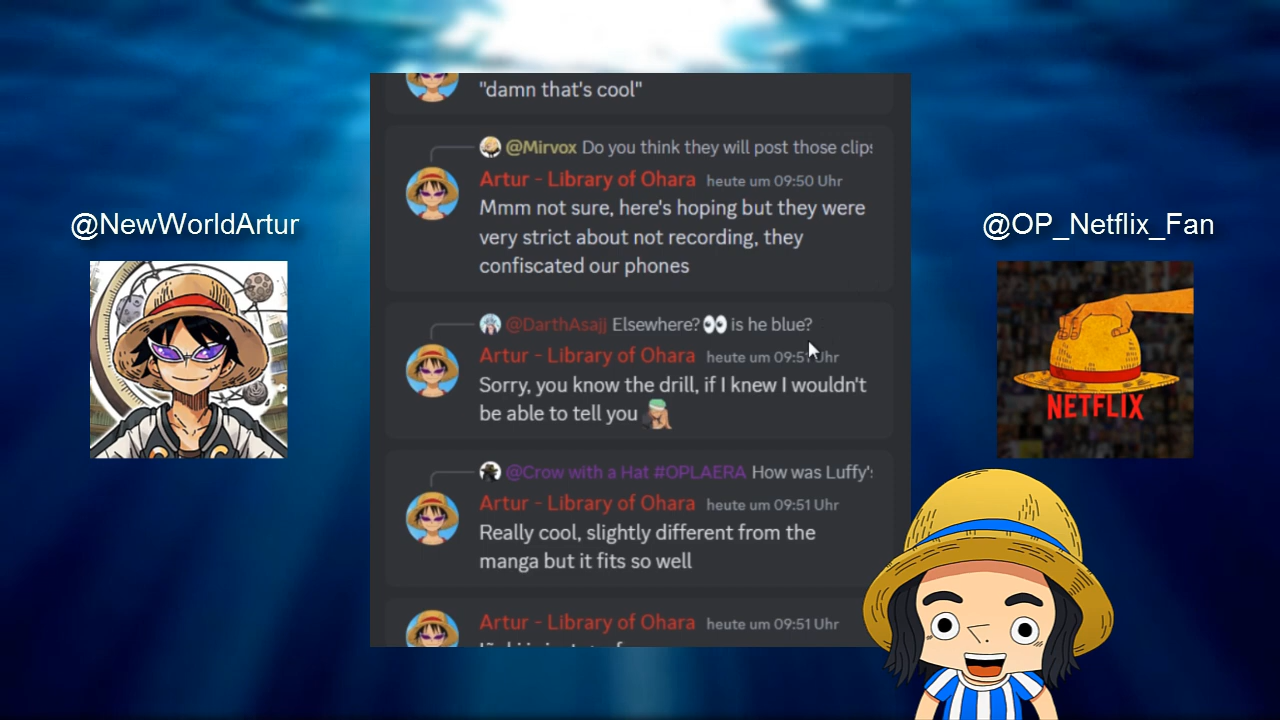 "damn that's cool"
@Mirvox Do you think they will post those clips
Artur - Library of Ohara heute um 09:50 Uhr
Mmm not sure, here's hoping but they were
very strict about not recording, they
confiscated our phones
@NewWorldArtur
@OP_Netflix_Fan
@DarthAsajj Elsewhere? 👀 is he blue?
Artur - Library of Ohara heute um 09:51 Uhr
Sorry, you know the drill, if I knew I wouldn't
be able to tell you
NETFLIX
@Crow with a Hat #OPLAERA How was Luffy's
Artur - Library of Ohara heute um 09:51 Uhr
Really cool, slightly different from the
manga but it fits so well
Artur - Library of Ohara heute um 09:51 Uhr